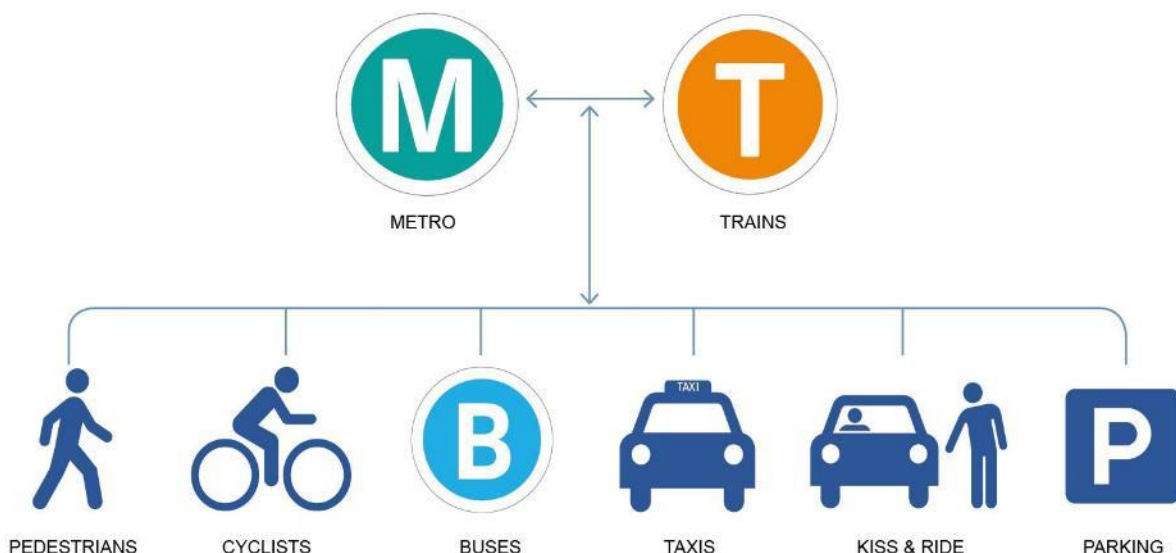 M
T
METRO
TRAINS
TAXI
B
P
PEDESTRIANS
CYCLISTS
BUSES
TAXIS
KISS & RIDE
PARKING